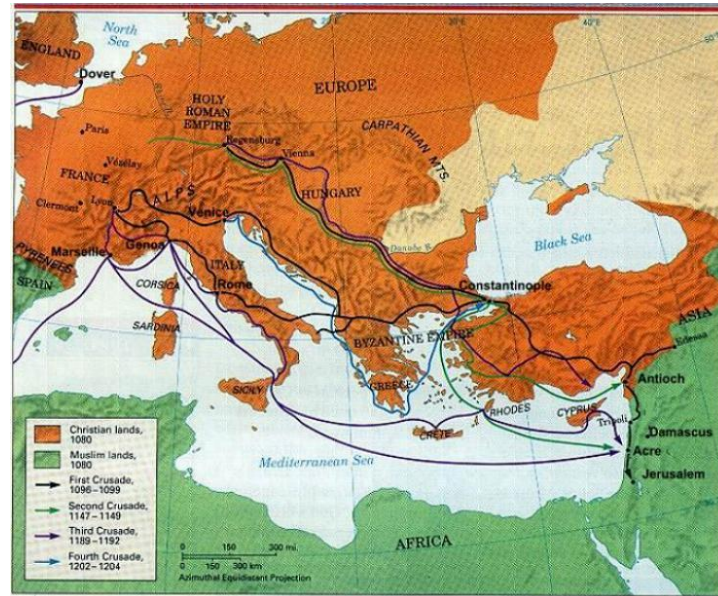 North
Sea
40°E
50°N
ENGLAND
Dover
EUROPE
HOLY
ROMAN
EMPIRE
Paris
Regensburg
CARPATHIAN MTS.
Vienna
Vézélay
FRANCE
HUNGARY
ALPS
Clermont
Lyon
Venice
Danube R.
Black Sea
PYRENEES
Marseille
Genoa
ITALY
CORSICA
Rome
Constantinople
SPAIN
ASIA
SARDINIA
BYZANTINE EMPIRE
Edessa
GREECE
Antioch
SICILY
RHODES
CYPRUS
Tripoli
CRETE
Damascus
Acre
Mediterranean Sea
Jerusalem
AFRICA
Christian lands,
1080
Muslim lands,
1080
First Crusade,
1096–1099
Second Crusade,
1147–1149
Third Crusade,
1189–1192
Fourth Crusade,
1202–1204
0 150 300 mi.
0 150 300 km
Azimuthal Equidistant Projection